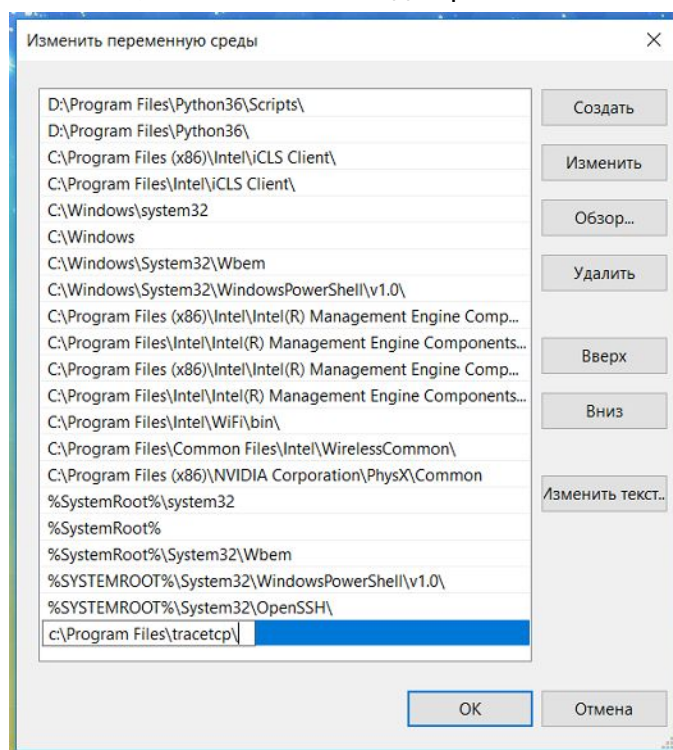 Изменить переменную среды
D:\Program Files\Python36\Scripts\
D:\Program Files\Python36\
C:\Program Files (x86)\Intel\iCLS Client\
C:\Program Files\Intel\iCLS Client\
C:\Windows\system32
C:\Windows
C:\Windows\System32\Wbem
C:\Windows\System32\WindowsPowerShell\v1.0\
C:\Program Files (x86)\Intel\Intel(R) Management Engine Comp...
C:\Program Files\Intel\Intel(R) Management Engine Components...
C:\Program Files (x86)\Intel\Intel(R) Management Engine Comp...
C:\Program Files\Intel\Intel(R) Management Engine Components...
C:\Program Files\Intel\WiFi\bin\
C:\Program Files\Common Files\Intel\WirelessCommon\
C:\Program Files (x86)\NVIDIA Corporation\PhysX\Common
%SystemRoot%\system32
%SystemRoot%
%SystemRoot%\System32\Wbem
%SYSTEMROOT%\System32\WindowsPowerShell\v1.0\
%SYSTEMROOT%\System32\OpenSSH\
c:\Program Files\tracetcp\
Создать
Изменить
Обзор...
Удалить
Вверх
Вниз
Изменить текст..
ОК
Отмена